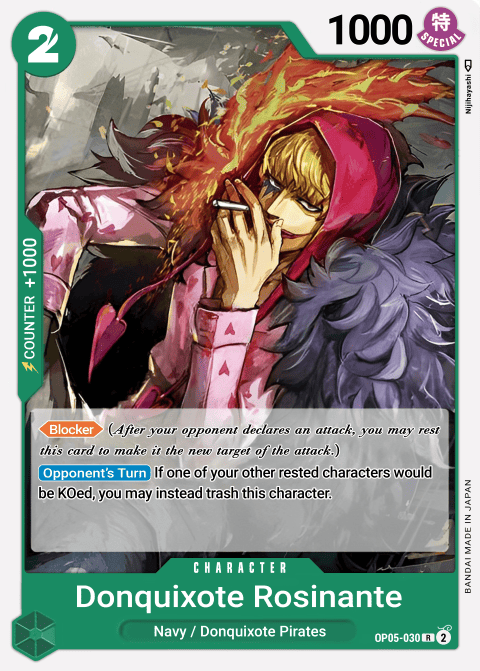 2
1000
特
SPECIAL
Nijihayashi
COUNTER +1000
Blocker (After your opponent declares an attack, you may rest
this card to make it the new target of the attack.)
Opponent's Turn If one of your other rested characters would
be KOed, you may instead trash this character.
BANDAI MADE IN JAPAN
CHARACTER
Donquixote Rosinante
Navy / Donquixote Pirates
OP05-030 R 2